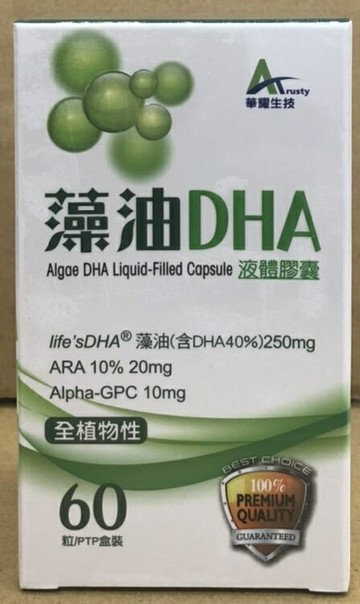 Atrusty
華耀生技
藻油DHA
Algae DHA Liquid-Filled Capsule 液體膠囊
life'sDHA® 藻油(含DHA40%)250mg
ARA 10% 20mg
Alpha-GPC 10mg
全植物性
60
粒/PTP盒裝
BEST CHOICE
100%
PREMIUM
QUALITY
GUARANTEED